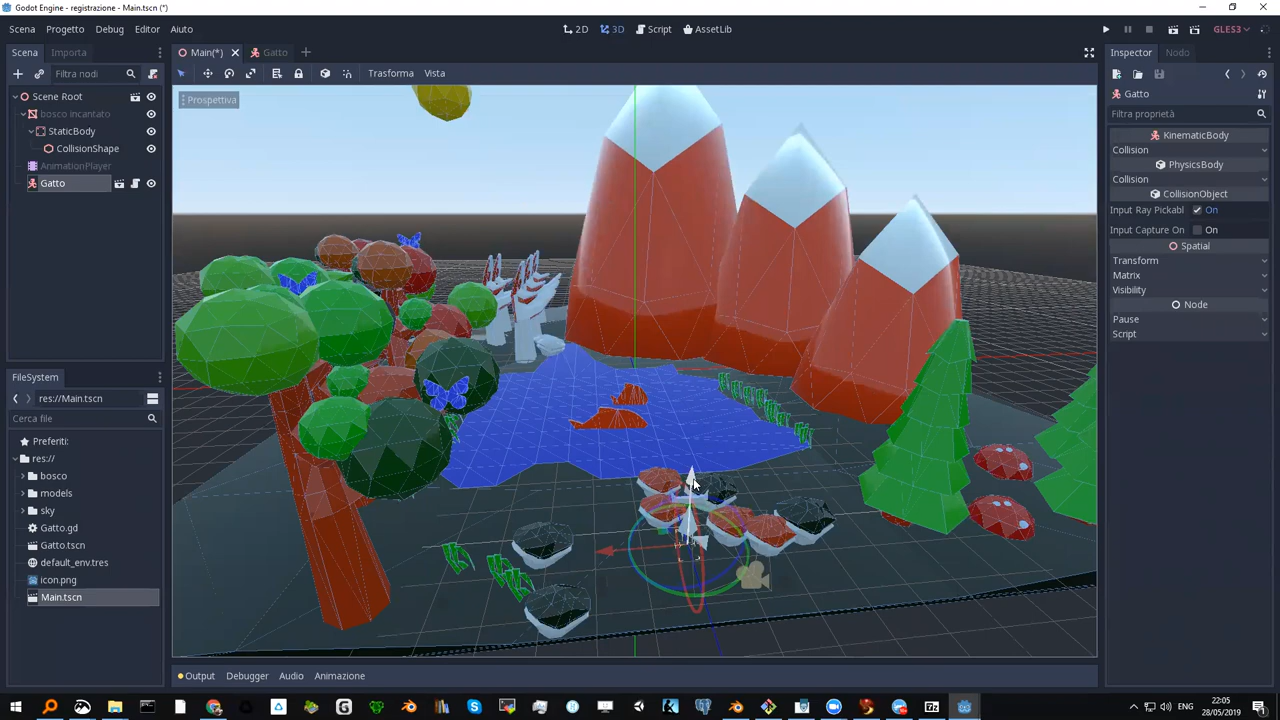 Godot Engine - registrazione - Main.tscn (*)
Scena Progetto Debug Editor Aiuto
2D 3D Script AssetLib
GLES3
Scena Importa
Filtra nodi
Scene Root
bosco Incantato
StaticBody
CollisionShape
AnimationPlayer
Gatto
FileSystem
res://Main.tscn
Cerca file
Preferiti:
res://
bosco
models
sky
Gatto.gd
Gatto.tscn
default_env.tres
icon.png
Main.tscn
Main(*) Gatto
Trasforma Vista
Prospettiva
Output Debugger Audio Animazione
Inspector Nodo
Gatto
Filtra proprietà
KinematicBody
Collision
PhysicsBody
Collision
CollisionObject
Input Ray Pickabl On
Input Capture On On
Spatial
Transform
Matrix
Visibility
Node
Pause
Script
ENG
22:05
28/05/2019